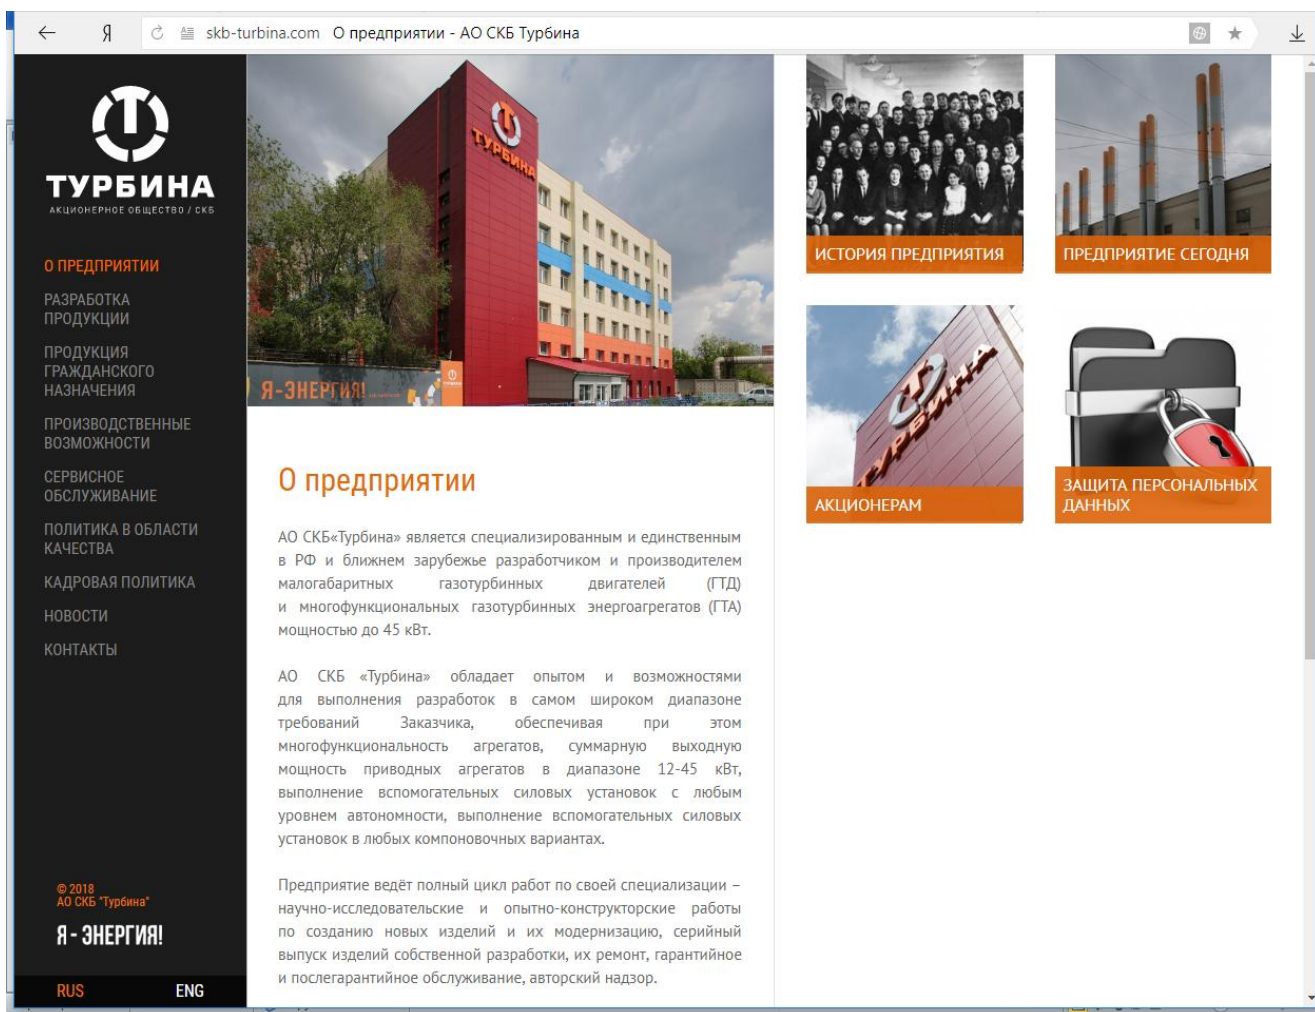 Я
skb-turbina.com О предприятии - АО СКБ Турбина
ТУРБИНА
АКЦИОНЕРНОЕ ОБЩЕСТВО / СКБ
О ПРЕДПРИЯТИИ
РАЗРАБОТКА
ПРОДУКЦИИ
ПРОДУКЦИЯ
ГРАЖДАНСКОГО
НАЗНАЧЕНИЯ
ПРОИЗВОДСТВЕННЫЕ
ВОЗМОЖНОСТИ
СЕРВИСНОЕ
ОБСЛУЖИВАНИЕ
ПОЛИТИКА В ОБЛАСТИ
КАЧЕСТВА
КАДРОВАЯ ПОЛИТИКА
НОВОСТИ
КОНТАКТЫ
© 2018
АО СКБ "Турбина"
Я - ЭНЕРГИЯ!
RUS ENG
ТУРБИНА
Я-ЭНЕРГИЯ!
О предприятии
АО СКБ«Турбина» является специализированным и единственным
в РФ и ближнем зарубежье разработчиком и производителем
малогабаритных газотурбинных двигателей (ГТД)
и многофункциональных газотурбинных энергоагрегатов (ГТА)
мощностью до 45 кВт.
АО СКБ «Турбина» обладает опытом и возможностями
для выполнения разработок в самом широком диапазоне
требований Заказчика, обеспечивая при этом
многофункциональность агрегатов, суммарную выходную
мощность приводных агрегатов в диапазоне 12-45 кВт,
выполнение вспомогательных силовых установок с любым
уровнем автономности, выполнение вспомогательных силовых
установок в любых компоновочных вариантах.
Предприятие ведёт полный цикл работ по своей специализации –
научно-исследовательские и опытно-конструкторские работы
по созданию новых изделий и их модернизацию, серийный
выпуск изделий собственной разработки, их ремонт, гарантийное
и послегарантийное обслуживание, авторский надзор.
ИСТОРИЯ ПРЕДПРИЯТИЯ
ПРЕДПРИЯТИЕ СЕГОДНЯ
ТУРБИНА
АКЦИОНЕРАМ
ЗАЩИТА ПЕРСОНАЛЬНЫХ
ДАННЫХ